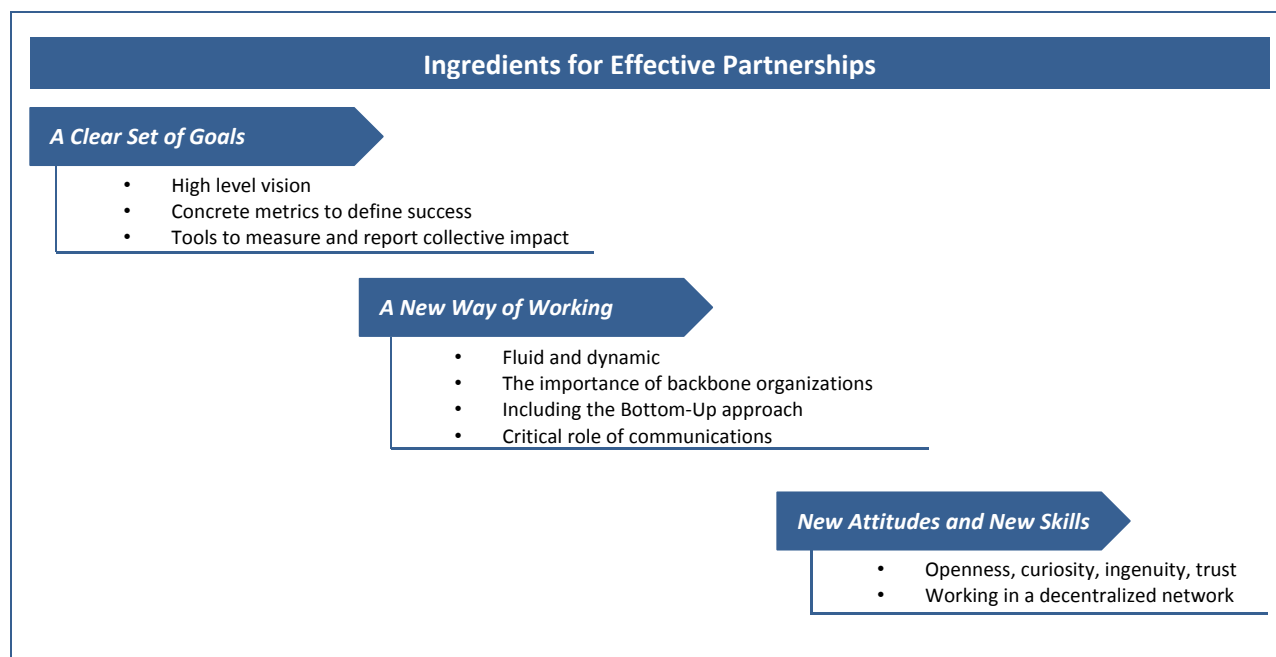 Ingredients for Effective Partnerships
A Clear Set of Goals
• High level vision
• Concrete metrics to define success
• Tools to measure and report collective impact
A New Way of Working
• Fluid and dynamic
• The importance of backbone organizations
• Including the Bottom-Up approach
• Critical role of communications
New Attitudes and New Skills
• Openness, curiosity, ingenuity, trust
• Working in a decentralized network